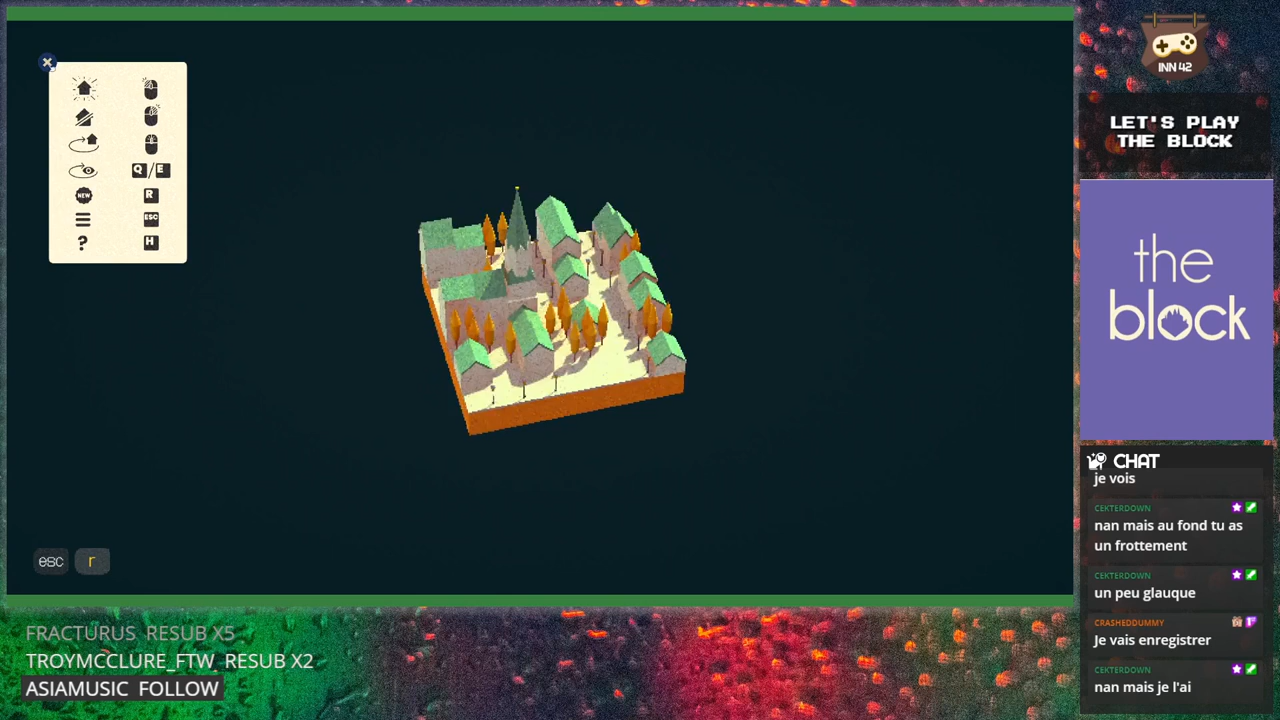 Q/E
NEW
R
ESC
?
H
esc
r
FRACTURUS RESUB X5
TROYMCCLURE_FTW RESUB X2
ASIAMUSIC FOLLOW
INN 42
LET'S PLAY
THE BLOCK
the
block
CHAT
je vois
CEKTERDOWN
nan mais au fond tu as
un frottement
CEKTERDOWN
un peu glauque
CRASHEDDUMMY
Je vais enregistrer
CEKTERDOWN
nan mais je l'ai